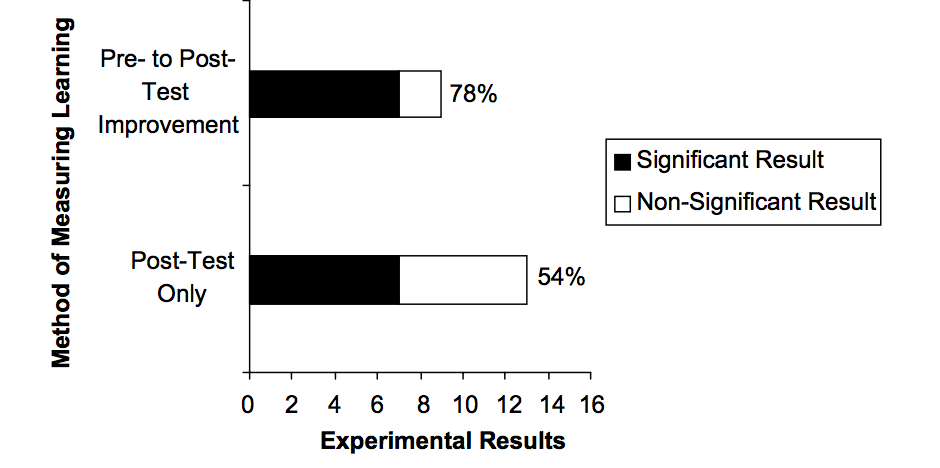 Method of Measuring Learning
Pre- to Post-
Test
Improvement
78%
Post-Test
Only
54%
Significant Result
Non-Significant Result
0 2 4 6 8 10 12 14 16
Experimental Results